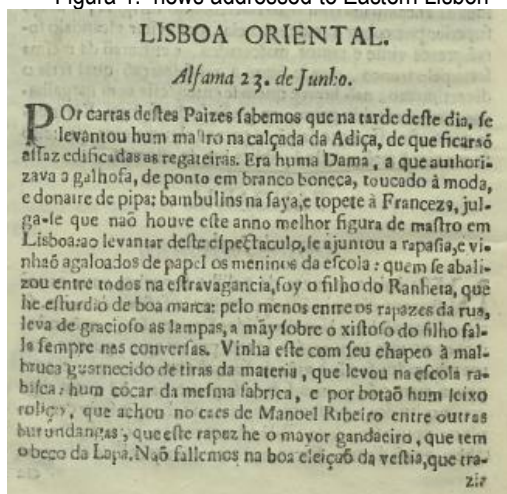 Figura 1: news addressed to Eastern Lisbon
LISBOA ORIENTAL.
Alfama 23. de Junho.
POr cartas destes Paizes sabemos que na tarde deste dia, se
levantou hum mastro na calçada da Adiça, de que ficarsó
assaz edificadas as regateiras. Era huma Dama, a que authori-
zava a galhofa, de ponto em branco boneca, toucado à moda,
e donaire de pipa; bambulins na saya, e topete à Franceza, jul-
ga-se que naõ houve este anno melhor figura de mastro em
Lisboa: ao levantar deste espectaculo, se ajuntou a rapasia, e vi-
nhaõ agaloados de papel os meninos da escola: quem se abali-
zou entre todos na estravagancia, foy o filho do Ranheta, que
he esturdio de boa marca: pelo menos entre os rapazes da rua,
leva de gracioso as lampas, a mãy sobre o xistoso do filho fal-
la sempre nas conversas. Vinha este com seu chapeo à mal-
bruca guarnecido de tiras da materia, que levou na escola ra-
bisca: hum cocar da mesma fabrica, e por botaõ hum seixo
roliço, que achou no caes de Manoel Ribeiro entre outras
burundangas, que este rapaz he o mayor gandaeiro, que tem
o beco da Lapa. Naõ fallemos na boa eleiçaõ da vestia, que tra-
zia